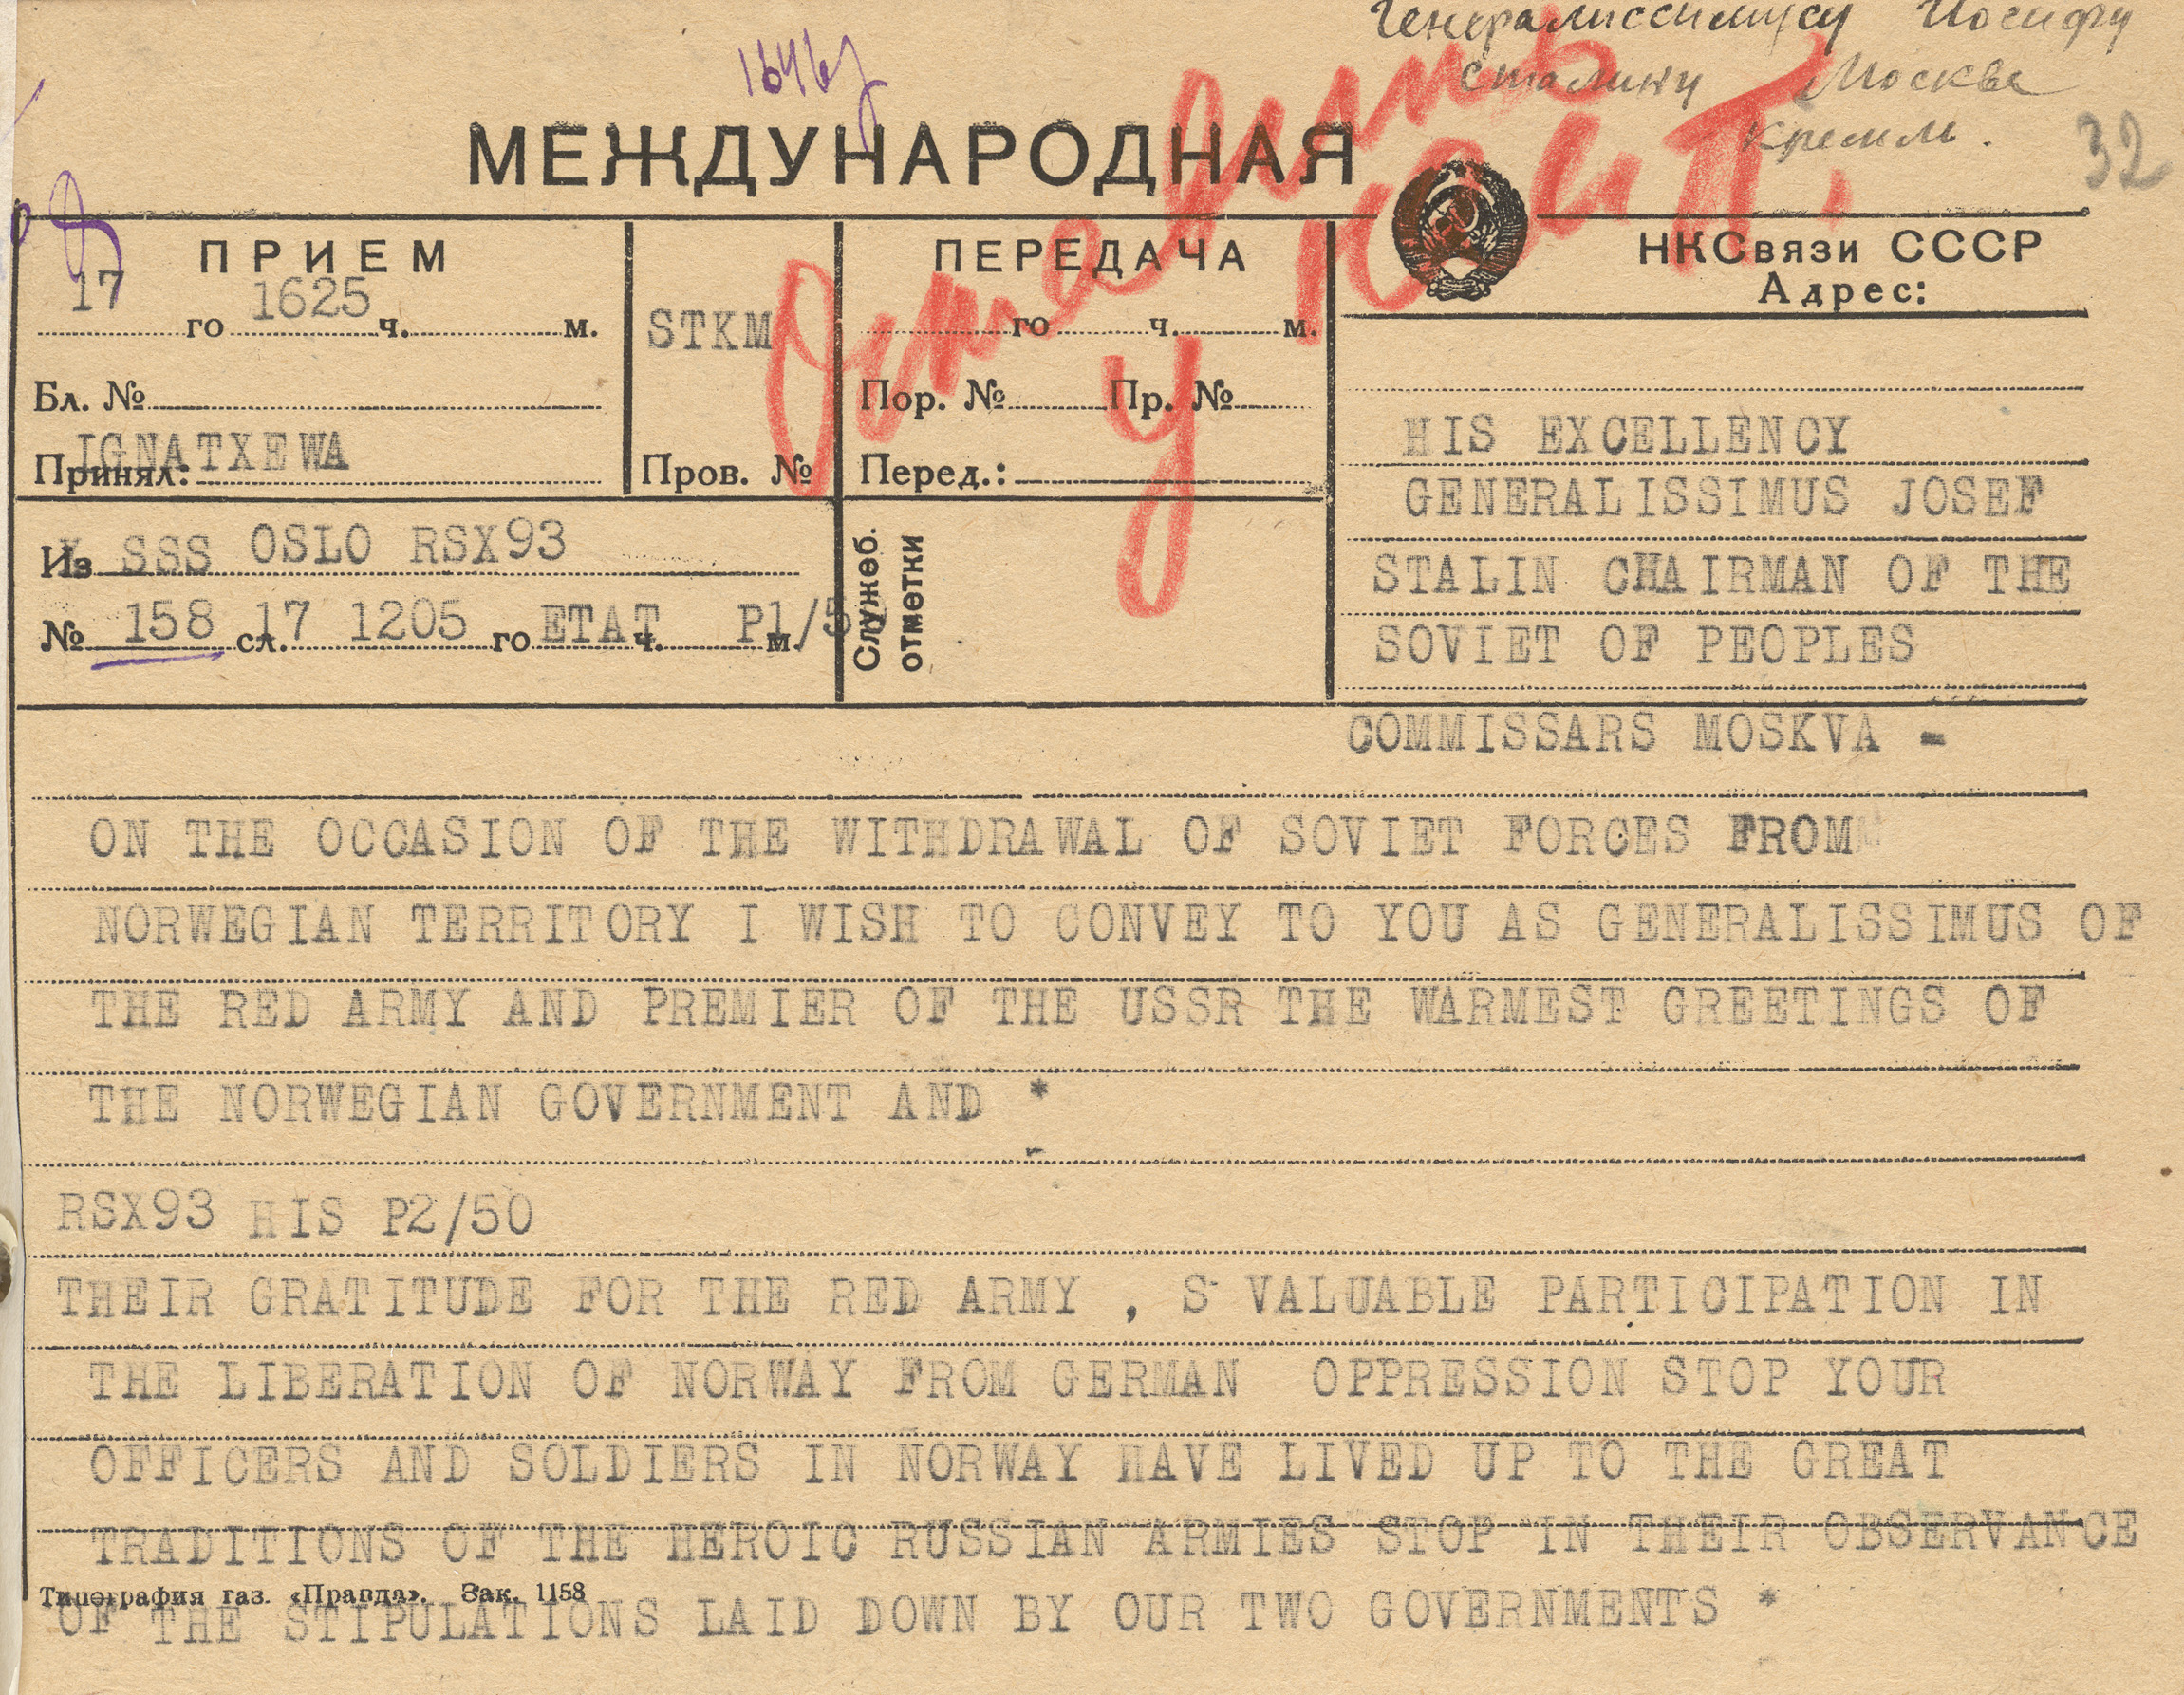 Генералиссимусу Иосифу
Сталину Москва
Кремль.
32
МЕЖДУНАРОДНАЯ
Оставить у
ПРИЕМ
17 го 1625 ч. м.
Бл. №
IGNATXEWA
Принял:
STKM
Пров. №
ПЕРЕДАЧА
го ч. м.
Пор. № Пр. №
Перед.:
НКСвязи СССР
Адрес:
HIS EXCELLENCY
GENERALISSIMUS JOSEF
STALIN CHAIRMAN OF THE
SOVIET OF PEOPLES
COMMISSARS MOSKVA -
Из SSS OSLO RSX93
№ 158 сл. 17 1205 го ETAT ч. P1/5 м.
Служеб.
отметки
ON THE OCCASION OF THE WITHDRAWAL OF SOVIET FORCES FROM
NORWEGIAN TERRITORY I WISH TO CONVEY TO YOU AS GENERALISSIMUS OF
THE RED ARMY AND PREMIER OF THE USSR THE WARMEST GREETINGS OF
THE NORWEGIAN GOVERNMENT AND *
RSX93 HIS P2/50
THEIR GRATITUDE FOR THE RED ARMY , S VALUABLE PARTICIPATION IN
THE LIBERATION OF NORWAY FROM GERMAN OPPRESSION STOP YOUR
OFFICERS AND SOLDIERS IN NORWAY HAVE LIVED UP TO THE GREAT
TRADITIONS OF THE HEROIC RUSSIAN ARMIES STOP IN THEIR OBSERVANCE
Типография газ. «Правда». Зак. 1158
OF THE STIPULATIONS LAID DOWN BY OUR TWO GOVERNMENTS *